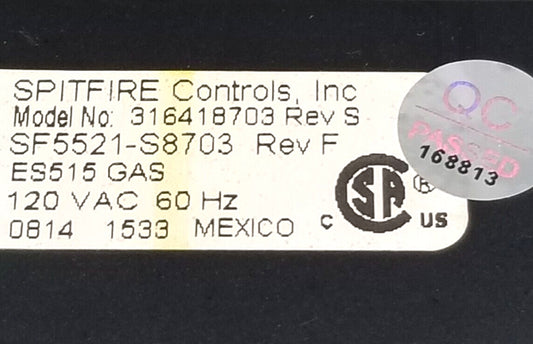 SPITFIRE Controls, Inc
Model No: 316418703 Rev S
SF5521-S8703 Rev F
ES515 GAS
120 VAC 60 Hz
0814 1533 MEXICO
C SA ® US
QC
PASSED
168813